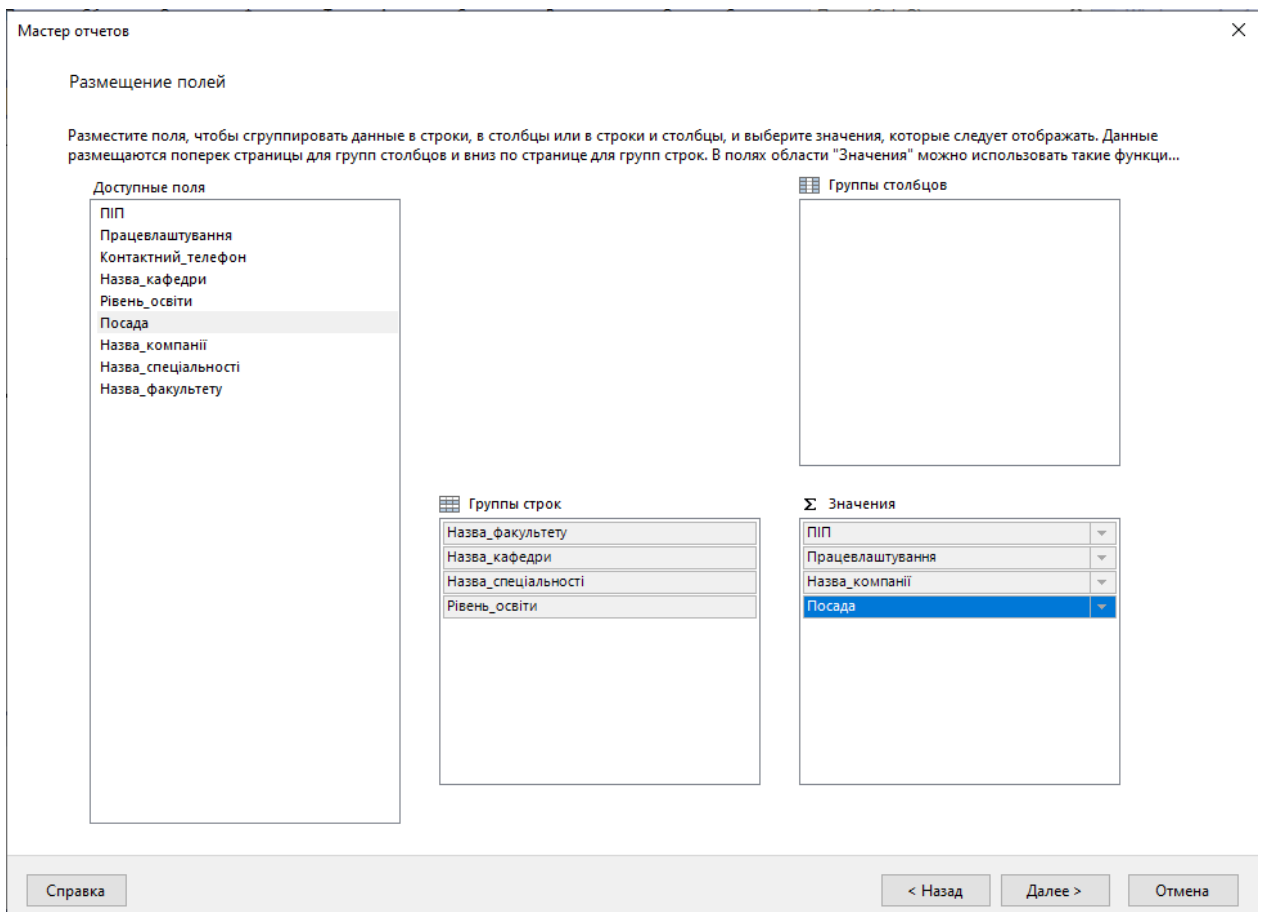 Мастер отчетов
Размещение полей
Разместите поля, чтобы сгруппировать данные в строки, в столбцы или в строки и столбцы, и выберите значения, которые следует отображать. Данные
размещаются поперек страницы для групп столбцов и вниз по странице для групп строк. В полях области "Значения" можно использовать такие функци...
Доступные поля
ПІП
Працевлаштування
Контактний_телефон
Назва_кафедри
Рівень_освіти
Посада
Назва_компанії
Назва_спеціальності
Назва_факультету
Группы столбцов
Группы строк
Назва_факультету
Назва_кафедри
Назва_спеціальності
Рівень_освіти
Σ Значения
ПІП
Працевлаштування
Назва_компанії
Посада
Справка
< Назад
Далее >
Отмена